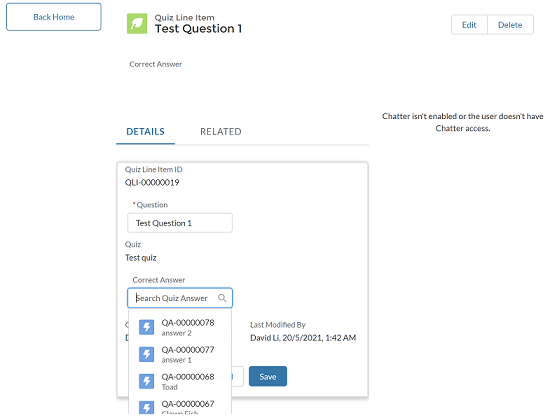 Back Home
Quiz Line Item
Test Question 1
Edit
Delete
Correct Answer
Chatter isn't enabled or the user doesn't have
Chatter access.
DETAILS
RELATED
Quiz Line Item ID
QLI-00000019
* Question
Test Question 1
Quiz
Test quiz
Correct Answer
Search Quiz Answer
QA-00000078
answer 2
Last Modified By
David Li, 20/5/2021, 1:42 AM
QA-00000077
answer 1
QA-00000068
Toad
Save
QA-00000067
Clown Fish